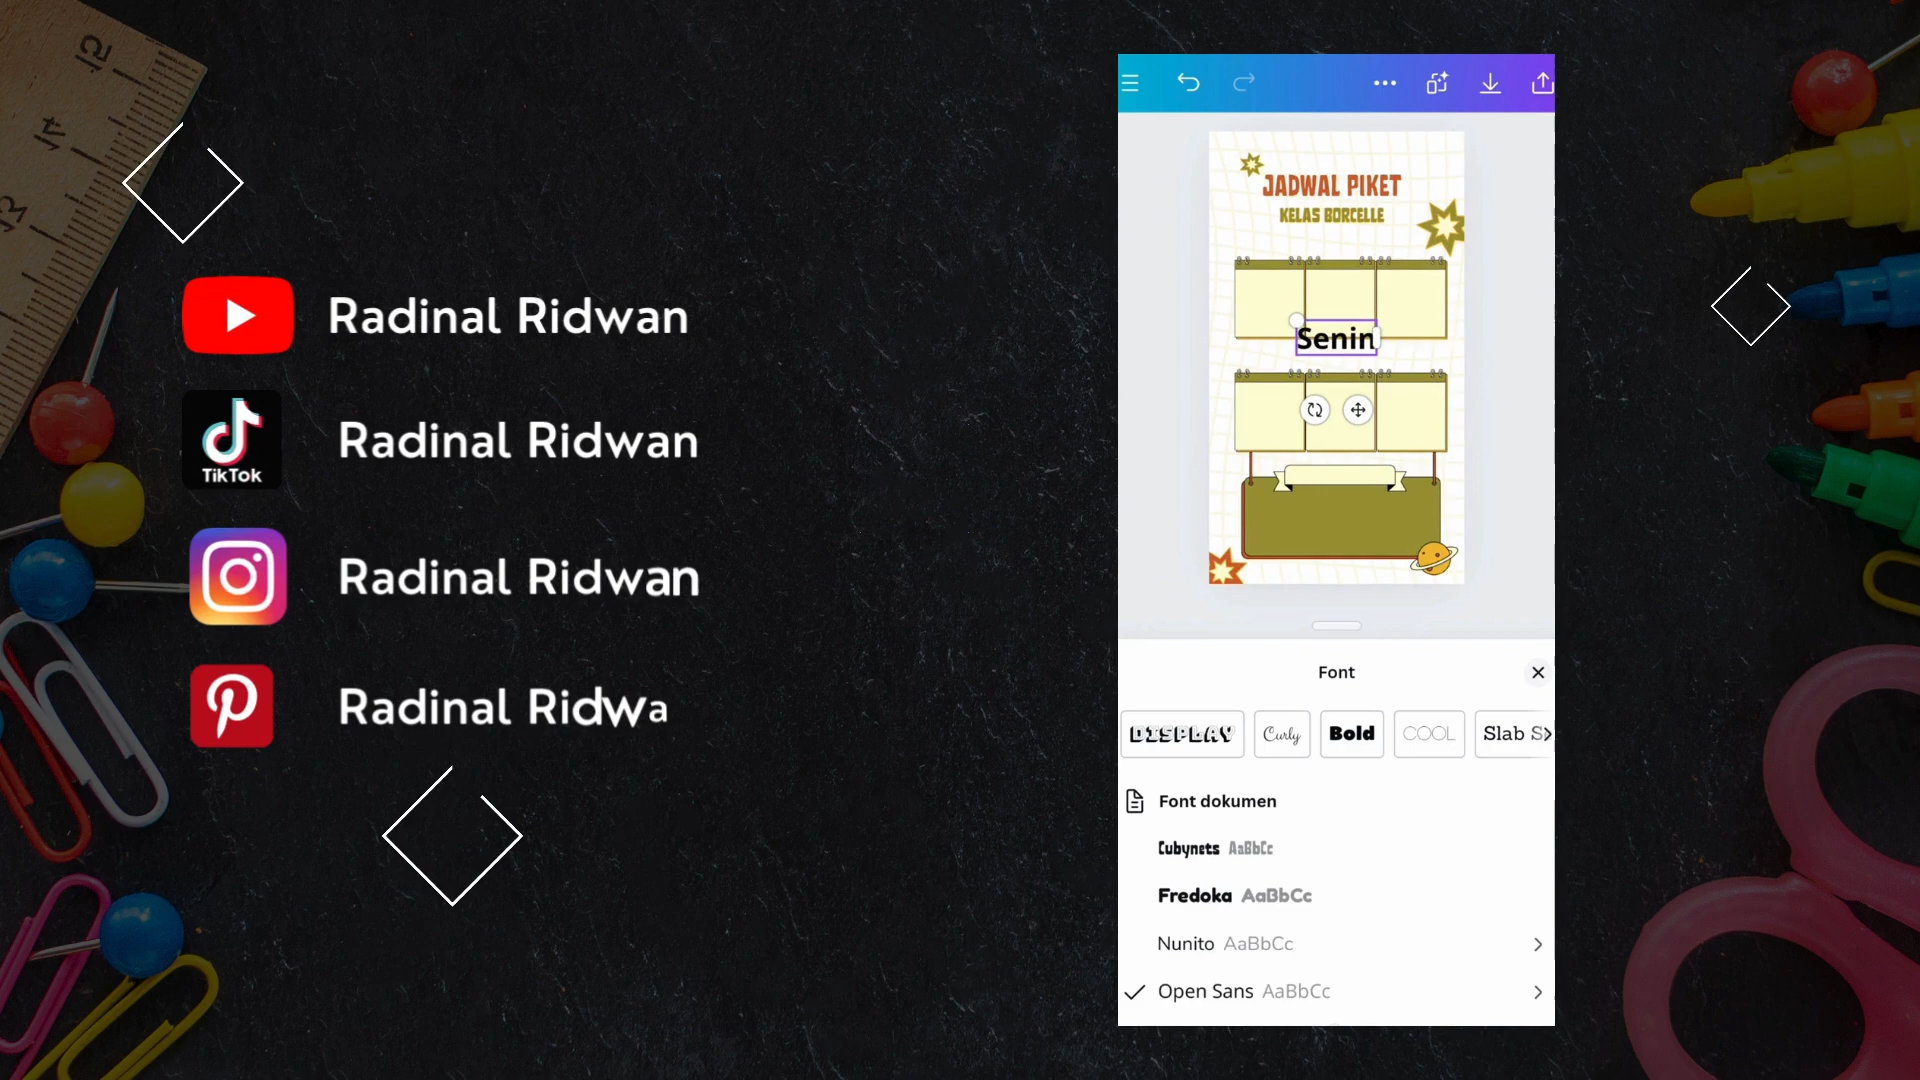 Radinal Ridwan
TikTok
Radinal Ridwan
Radinal Ridwan
Radinal Ridwa
JADWAL PIKET
KELAS BORCELLE
Senin
Font
DISPLAY
Curly
Bold
COOL
Slab S
Font dokumen
Cubynets AaBbCc
Fredoka AaBbCc
Nunito AaBbCc
Open Sans AaBbCc